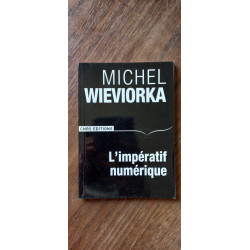 MICHEL
WIEVIORKA
CNRS EDITIONS
L'impératif
numérique